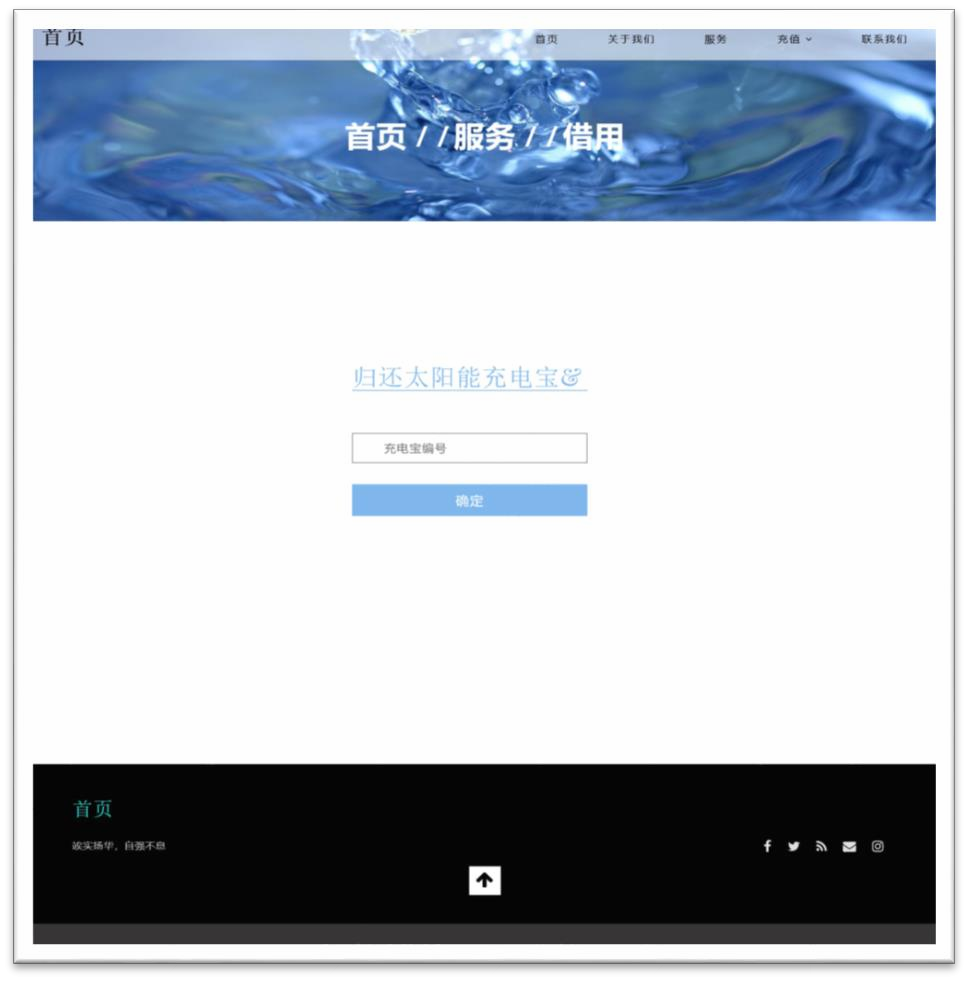 首页
首页 关于我们 服务 充值 联系我们
首页 / / 服务 / / 借用
归还太阳能充电宝&
充电宝编号
确定
首页
竢实扬华，自强不息